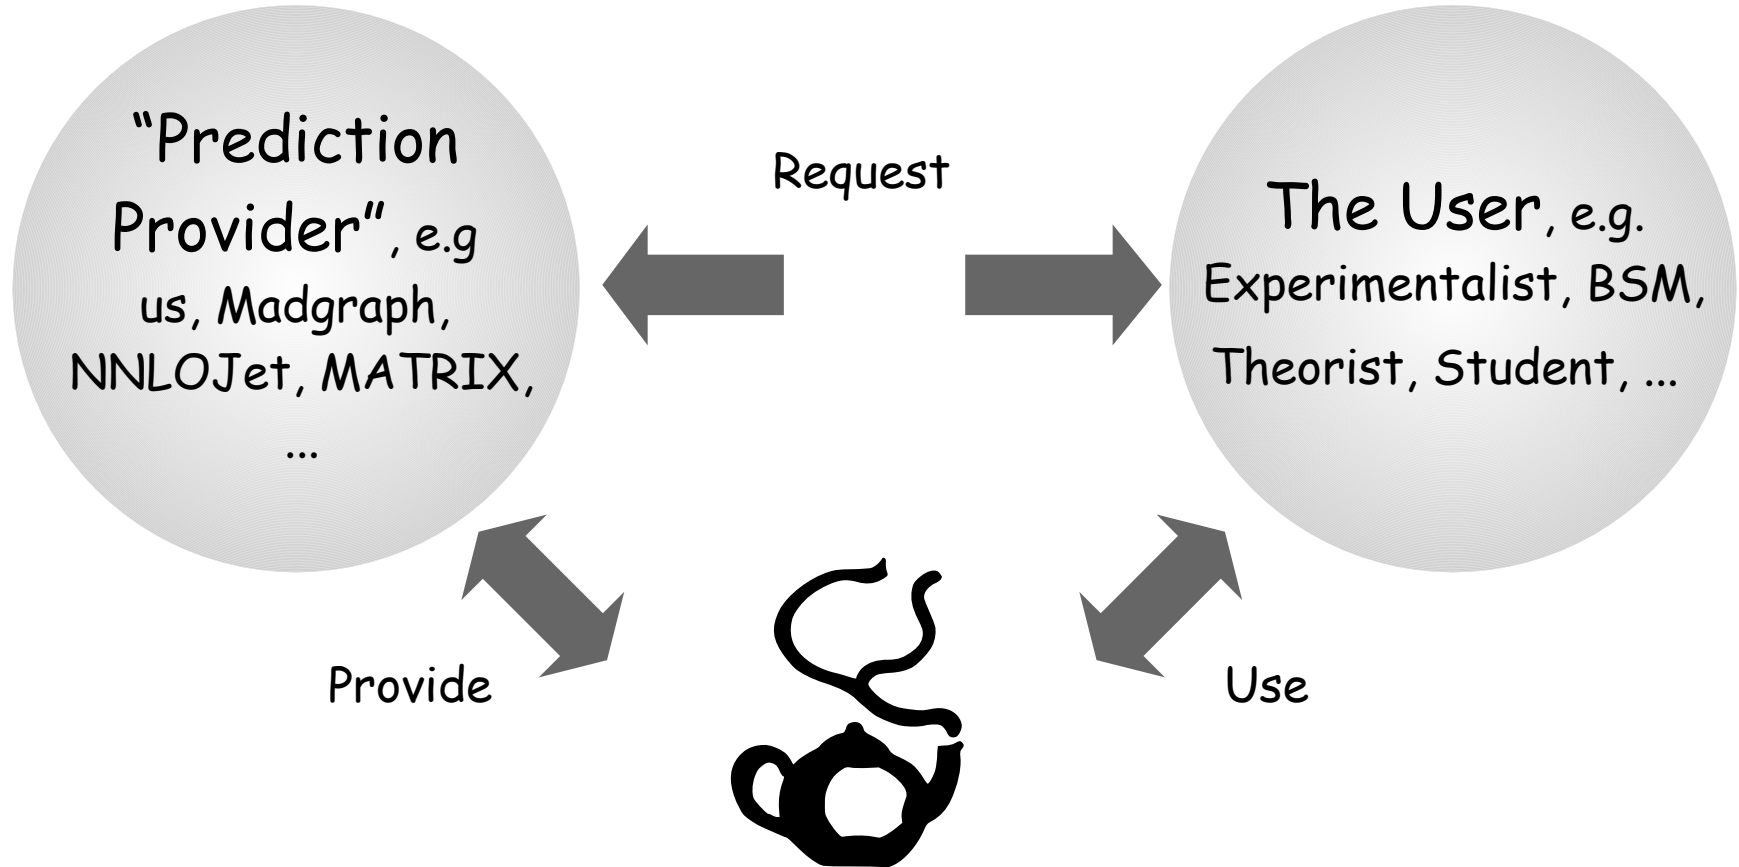 “Prediction
Provider”, e.g
us, Madgraph,
NNLOJet, MATRIX,
...
Request
The User, e.g.
Experimentalist, BSM,
Theorist, Student, ...
Provide
Use